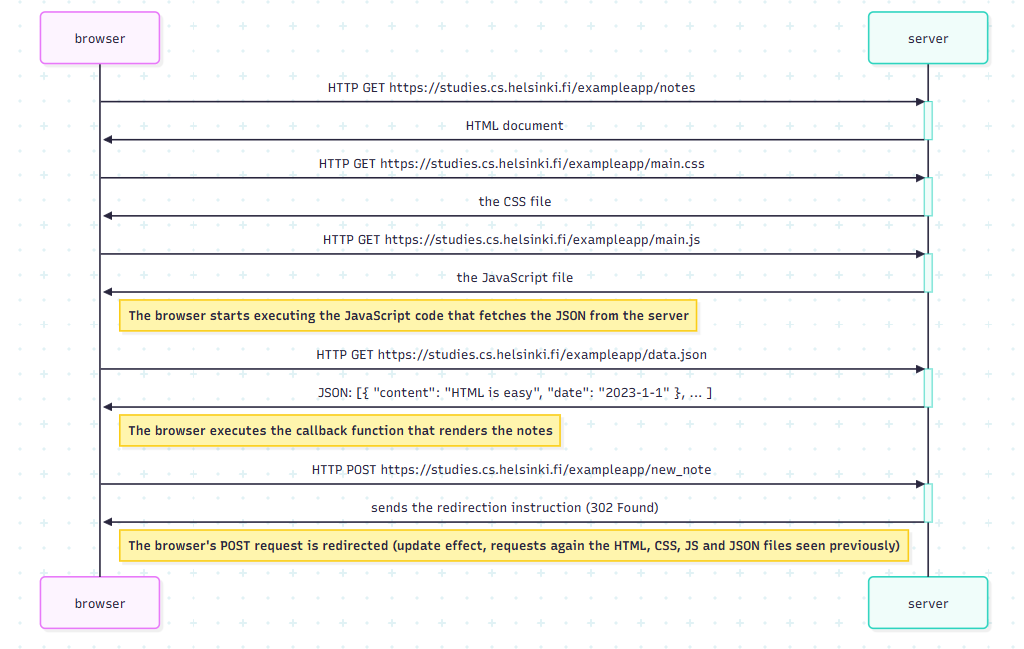 browser server
HTTP GET https://studies.cs.helsinki.fi/exampleapp/notes
HTML document
HTTP GET https://studies.cs.helsinki.fi/exampleapp/main.css
the CSS file
HTTP GET https://studies.cs.helsinki.fi/exampleapp/main.js
the JavaScript file
The browser starts executing the JavaScript code that fetches the JSON from the server
HTTP GET https://studies.cs.helsinki.fi/exampleapp/data.json
JSON: [{ "content": "HTML is easy", "date": "2023-1-1" }, ... ]
The browser executes the callback function that renders the notes
HTTP POST https://studies.cs.helsinki.fi/exampleapp/new_note
sends the redirection instruction (302 Found)
The browser's POST request is redirected (update effect, requests again the HTML, CSS, JS and JSON files seen previously)
browser server